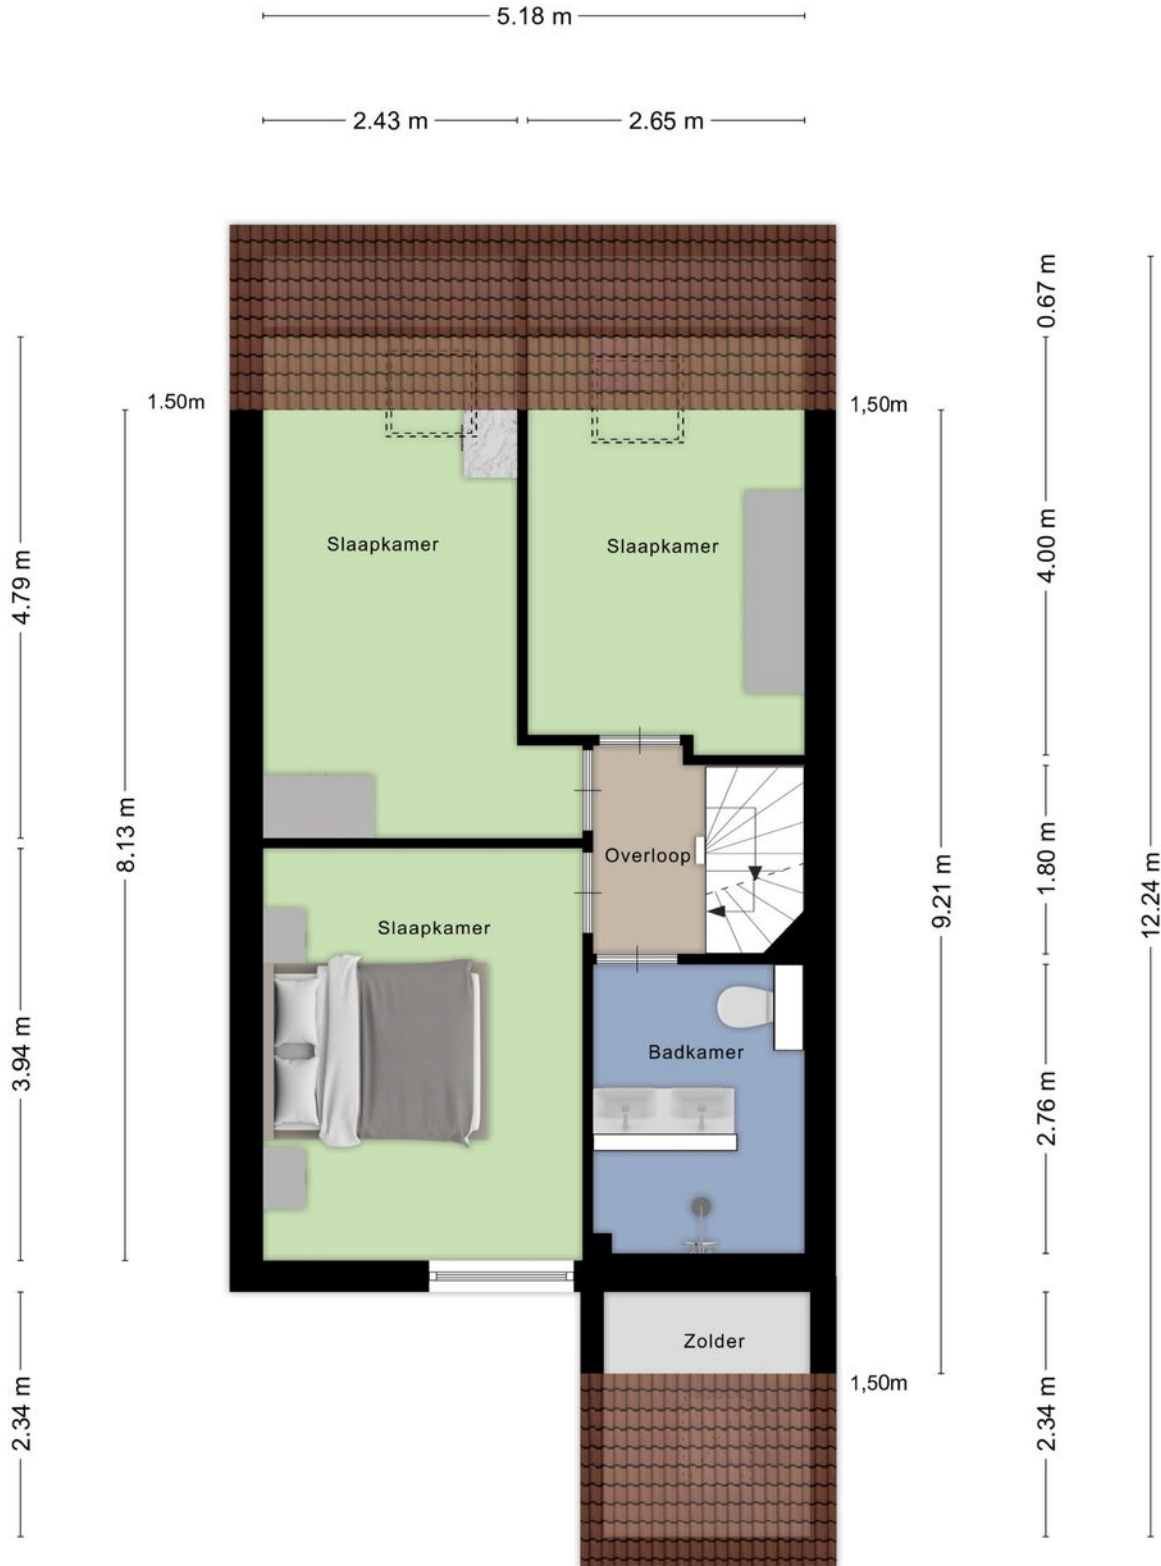 5.18 m
2.43 m
2.65 m
0.67 m
1.50m
1,50m
Slaapkamer
Slaapkamer
4.79 m
4.00 m
8.13 m
Overloop
1.80 m
9.21 m
12.24 m
Slaapkamer
3.94 m
Badkamer
2.76 m
Zolder
1,50m
2.34 m
2.34 m